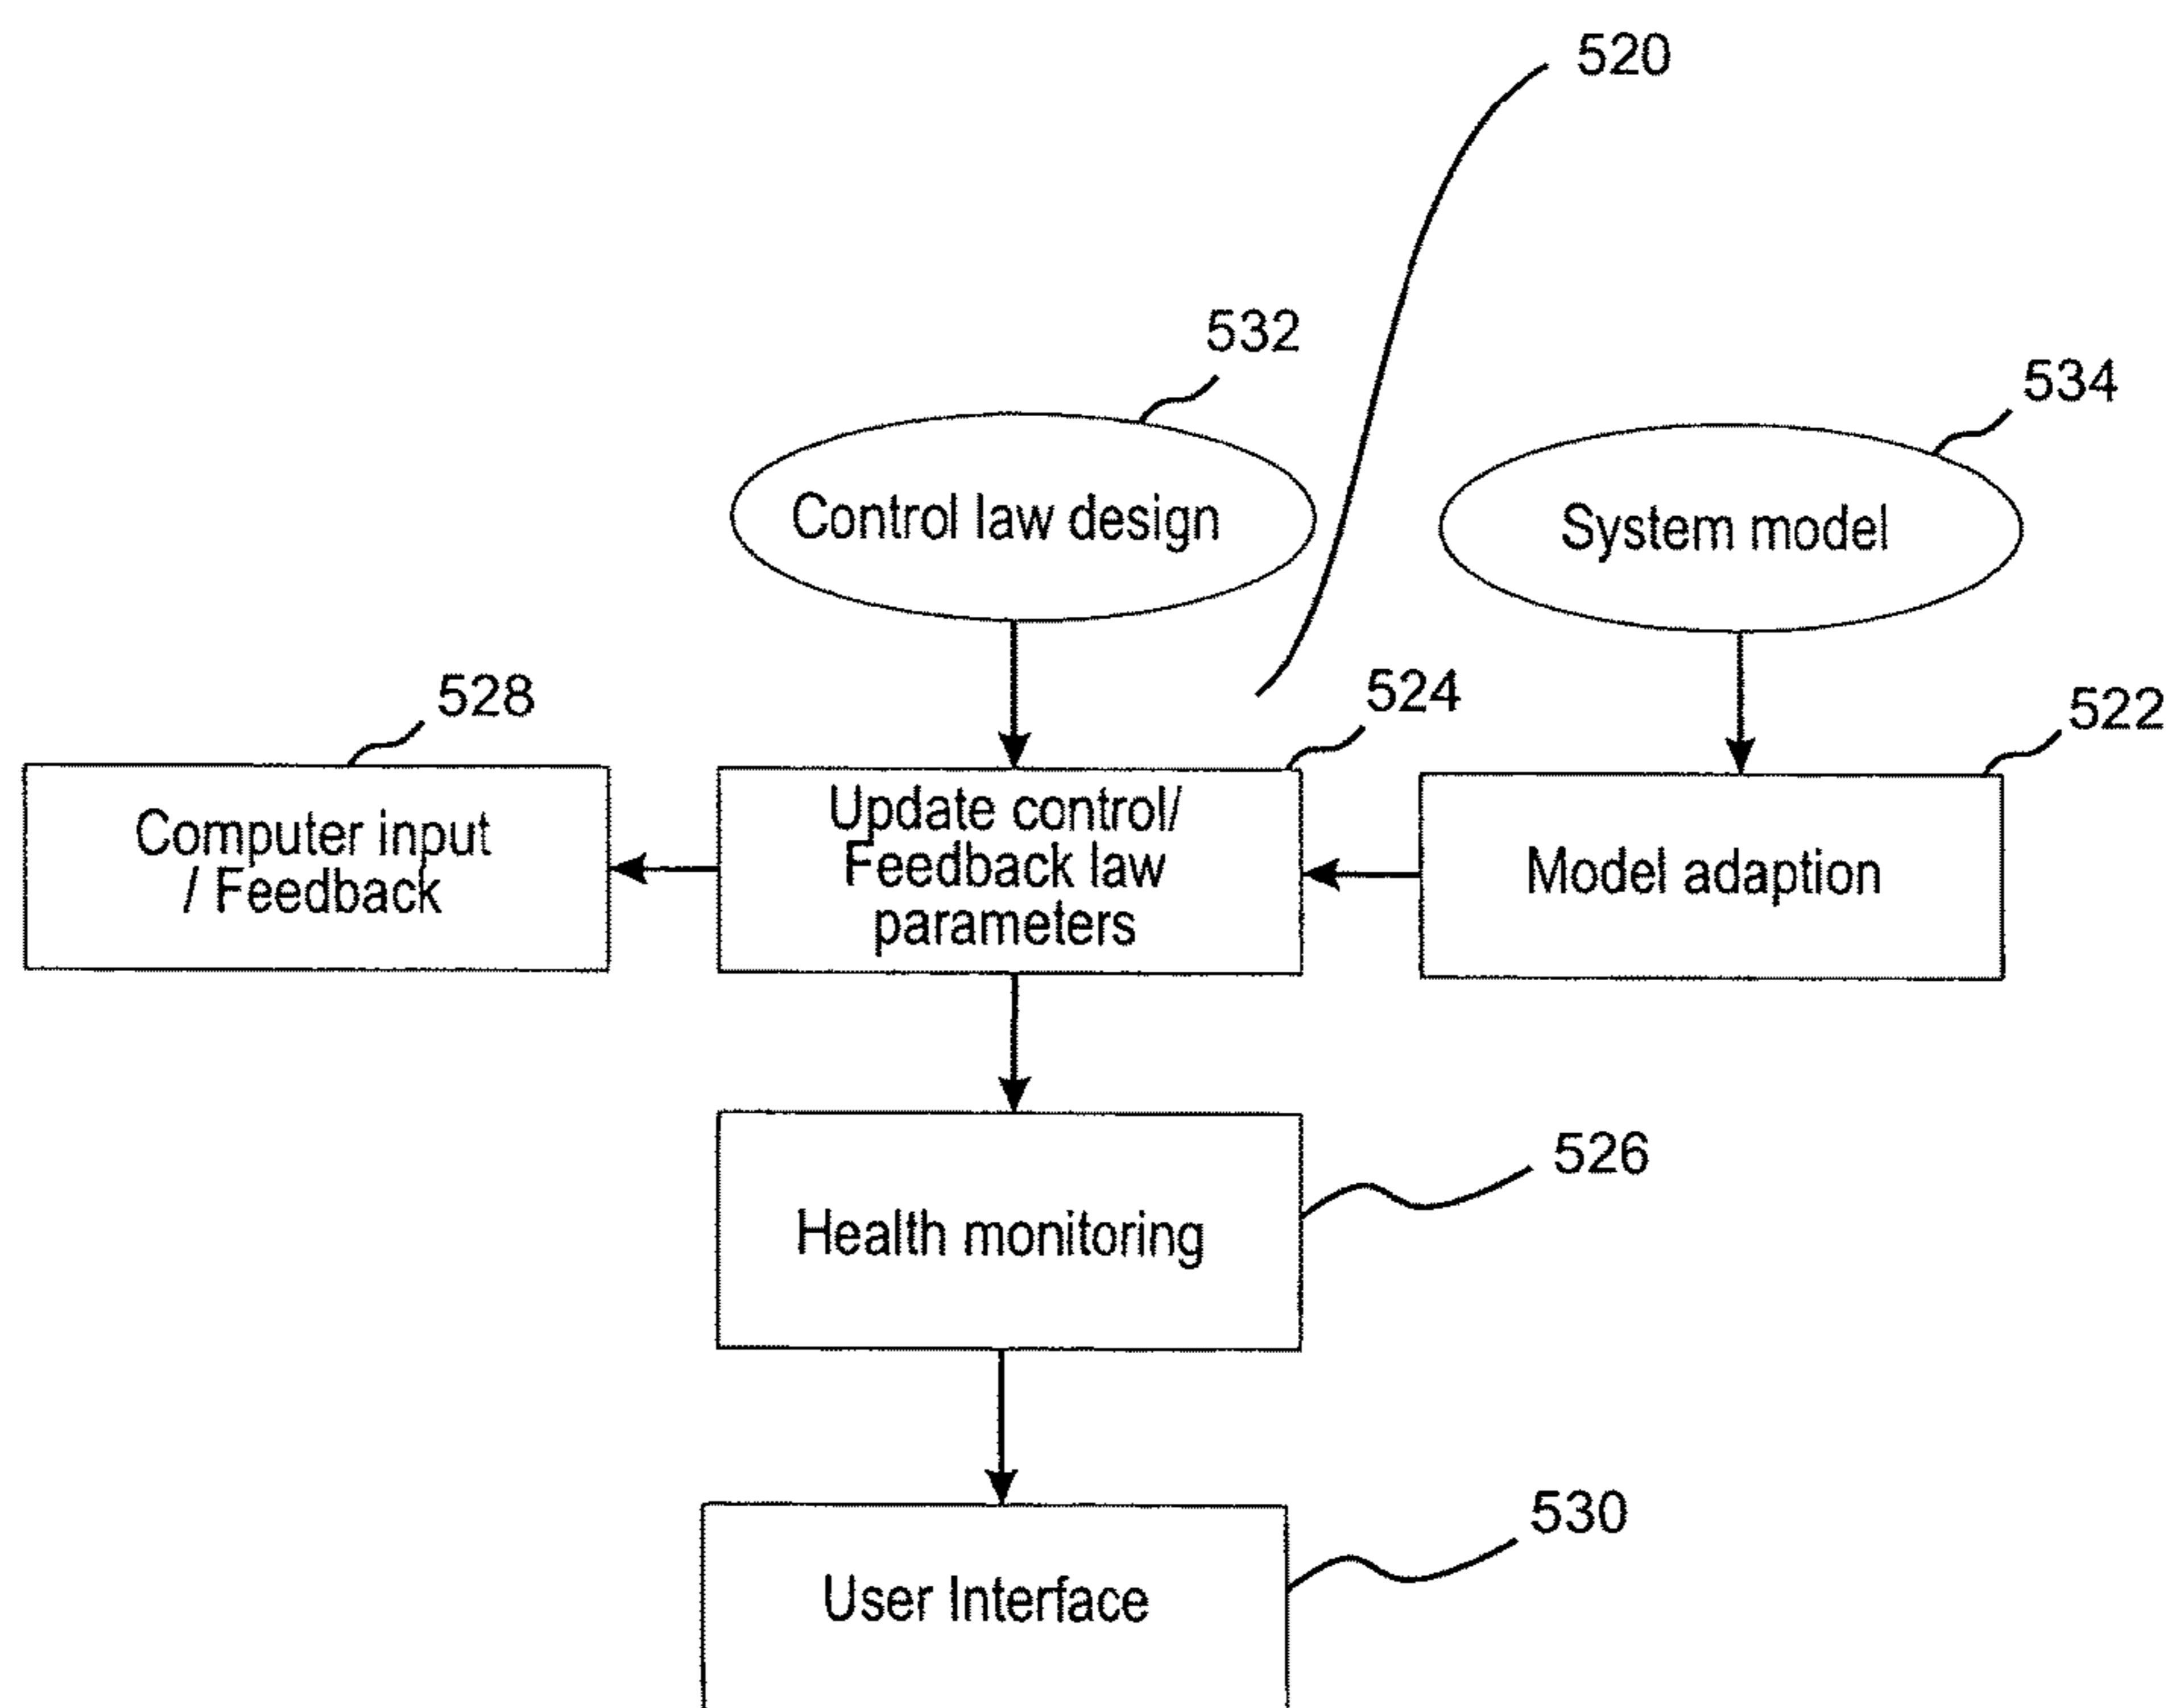 520
532
534
Control law design
System model
528
524
522
Computer input
/ Feedback
Update control/
Feedback law
parameters
Model adaption
526
Health monitoring
530
User Interface